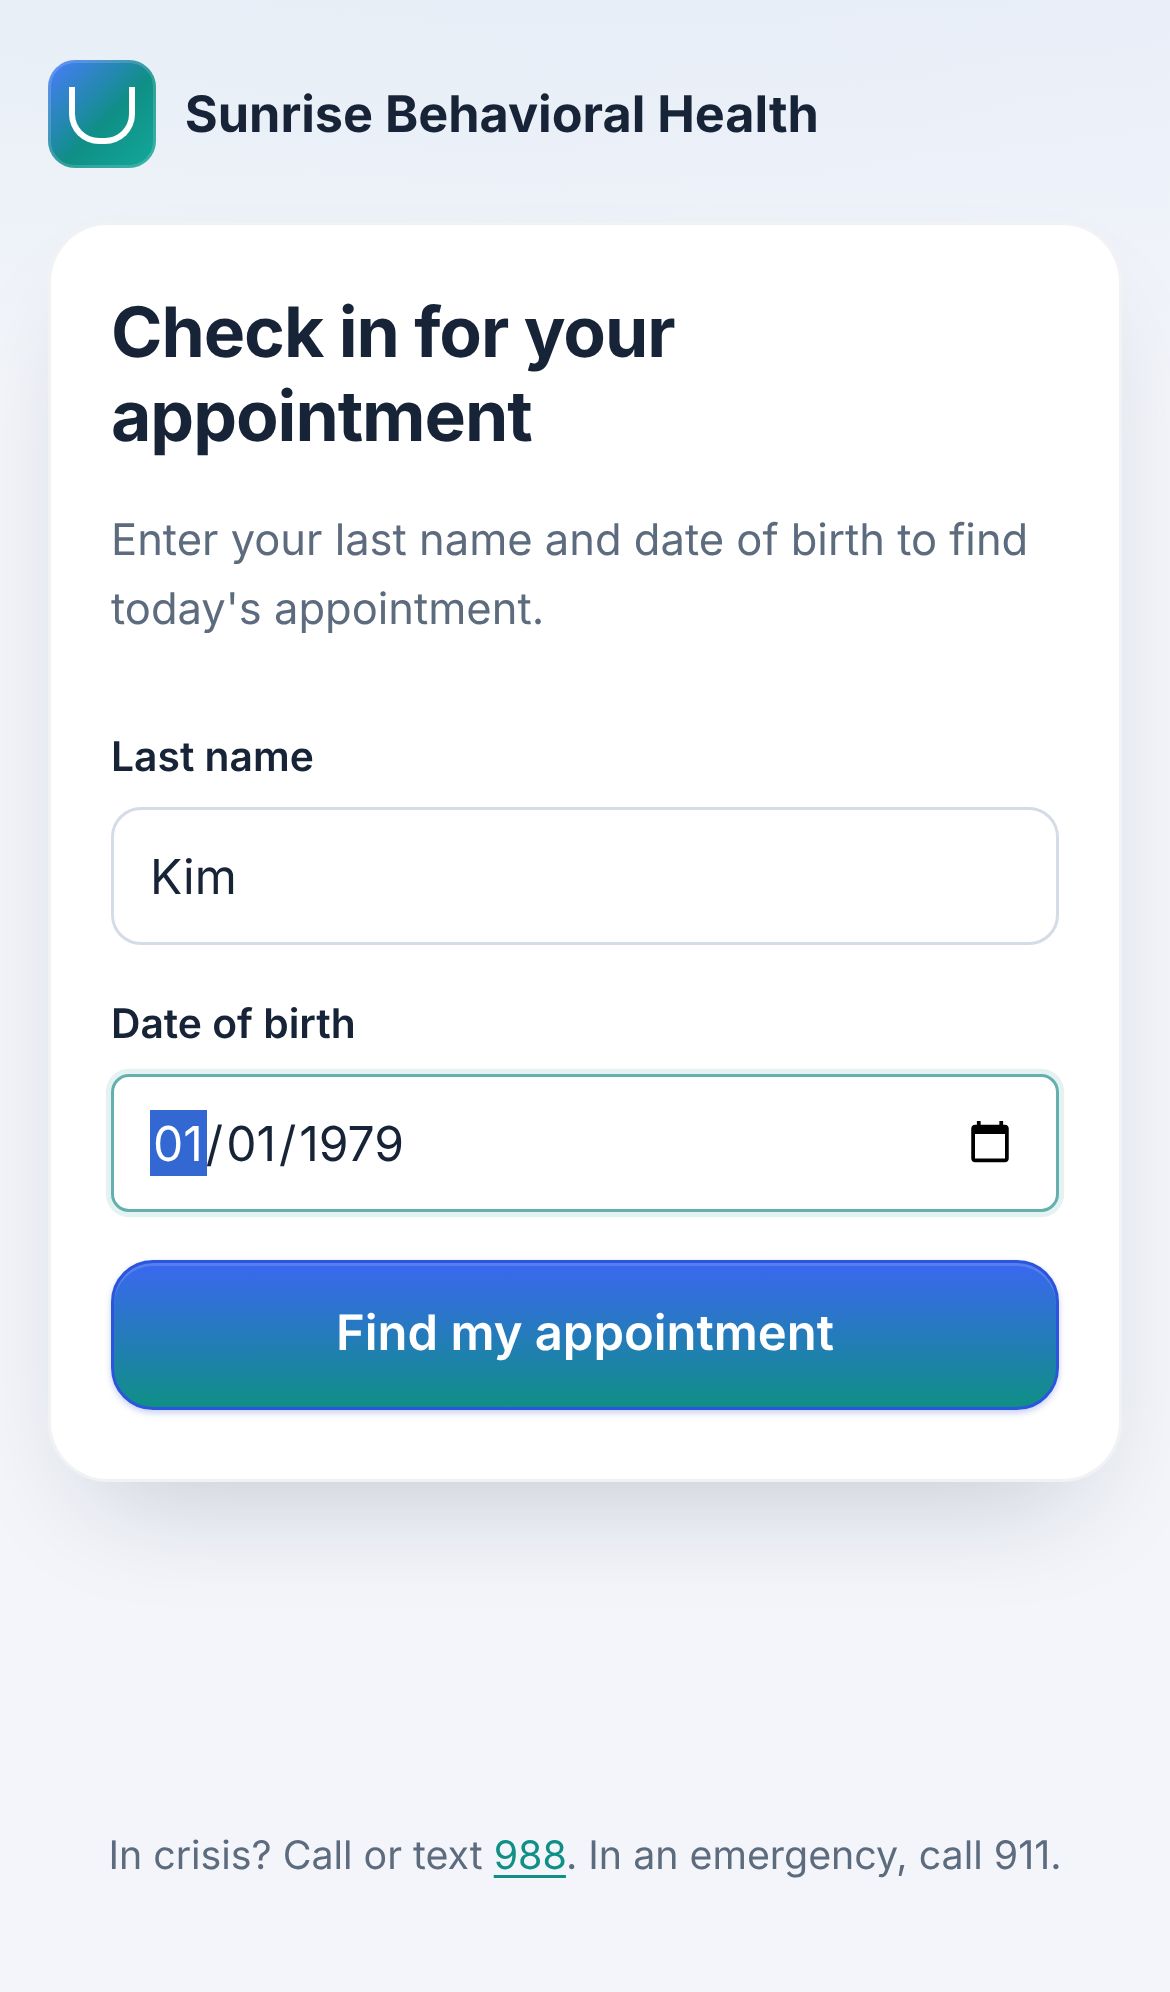 Sunrise Behavioral Health
Check in for your
appointment
Enter your last name and date of birth to find
today's appointment.
Last name
Kim
Date of birth
01/01/1979
Find my appointment
In crisis? Call or text 988. In an emergency, call 911.